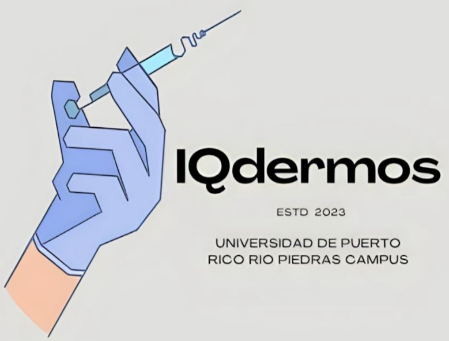 IQdermos
ESTD 2023
UNIVERSIDAD DE PUERTO
RICO RIO PIEDRAS CAMPUS